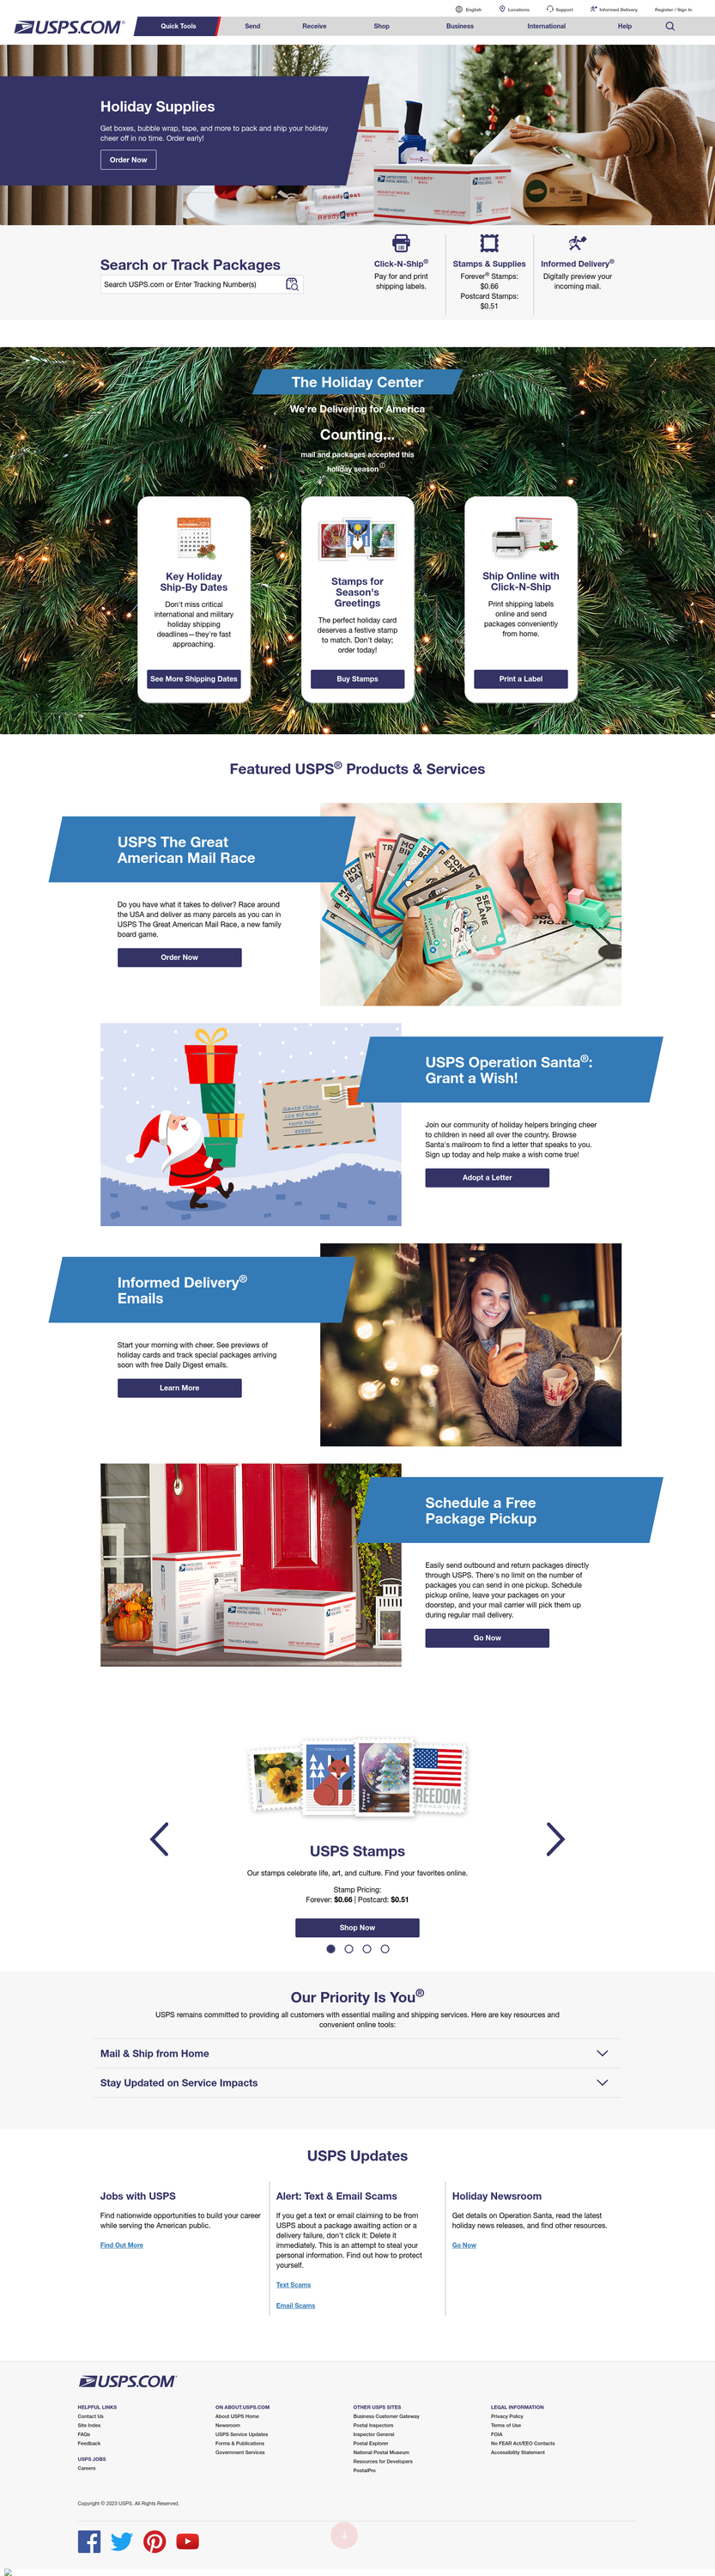 English
Locations
Support
Informed Delivery
Register / Sign In
USPS.COM®
Quick Tools
Send
Receive
Shop
Business
International
Help
Holiday Supplies
Get boxes, bubble wrap, tape, and more to pack and ship your holiday
cheer off in no time. Order early!
Order Now
ReadyPost
ReadyPost
Search or Track Packages
Search USPS.com or Enter Tracking Number(s)
Click-N-Ship®
Pay for and print
shipping labels.
Stamps & Supplies
Forever® Stamps:
$0.66
Postcard Stamps:
$0.51
Informed Delivery®
Digitally preview your
incoming mail.
The Holiday Center
We're Delivering for America
Counting...
mail and packages accepted this
holiday season
Key Holiday
Ship-By Dates
Don't miss critical
international and military
holiday shipping
deadlines—they're fast
approaching.
See More Shipping Dates
Stamps for
Season's
Greetings
The perfect holiday card
deserves a festive stamp
to match. Don't delay;
order today!
Buy Stamps
Ship Online with
Click-N-Ship
Print shipping labels
online and send
packages conveniently
from home.
Print a Label
Featured USPS® Products & Services
USPS The Great
American Mail Race
Do you have what it takes to deliver? Race around
the USA and deliver as many parcels as you can in
USPS The Great American Mail Race, a new family
board game.
Order Now
SEA
PLANE
USPS Operation Santa®:
Grant a Wish!
Join our community of holiday helpers bringing cheer
to children in need all over the country. Browse
Santa's mailroom to find a letter that speaks to you.
Sign up today and help make a wish come true!
Adopt a Letter
Santa Claus
123 Elf Road
North Pole
88888
Informed Delivery®
Emails
Start your morning with cheer. See previews of
holiday cards and track special packages arriving
soon with free Daily Digest emails.
Learn More
Schedule a Free
Package Pickup
Easily send outbound and return packages directly
through USPS. There's no limit on the number of
packages you can send in one pickup. Schedule
pickup online, leave your packages on your
doorstep, and your mail carrier will pick them up
during regular mail delivery.
Go Now
PRIORITY
MAIL
FREEDOM
USPS Stamps
Our stamps celebrate life, art, and culture. Find your favorites online.
Stamp Pricing:
Forever: $0.66 | Postcard: $0.51
Shop Now
Our Priority Is You®
USPS remains committed to providing all customers with essential mailing and shipping services. Here are key resources and
convenient online tools:
Mail & Ship from Home
Stay Updated on Service Impacts
USPS Updates
Jobs with USPS
Find nationwide opportunities to build your career
while serving the American public.
Find Out More
Alert: Text & Email Scams
If you get a text or email claiming to be from
USPS about a package awaiting action or a
delivery failure, don't click it: Delete it
immediately. This is an attempt to steal your
personal information. Find out how to protect
yourself.
Text Scams
Email Scams
Holiday Newsroom
Get details on Operation Santa, read the latest
holiday news releases, and find other resources.
Go Now
USPS.COM®
HELPFUL LINKS
Contact Us
Site Index
FAQs
Feedback
USPS JOBS
Careers
ON ABOUT.USPS.COM
About USPS Home
Newsroom
USPS Service Updates
Forms & Publications
Government Services
OTHER USPS SITES
Business Customer Gateway
Postal Inspectors
Inspector General
Postal Explorer
National Postal Museum
Resources for Developers
PostalPro
LEGAL INFORMATION
Privacy Policy
Terms of Use
FOIA
No FEAR Act/EEO Contacts
Accessibility Statement
Copyright © 2023 USPS. All Rights Reserved.